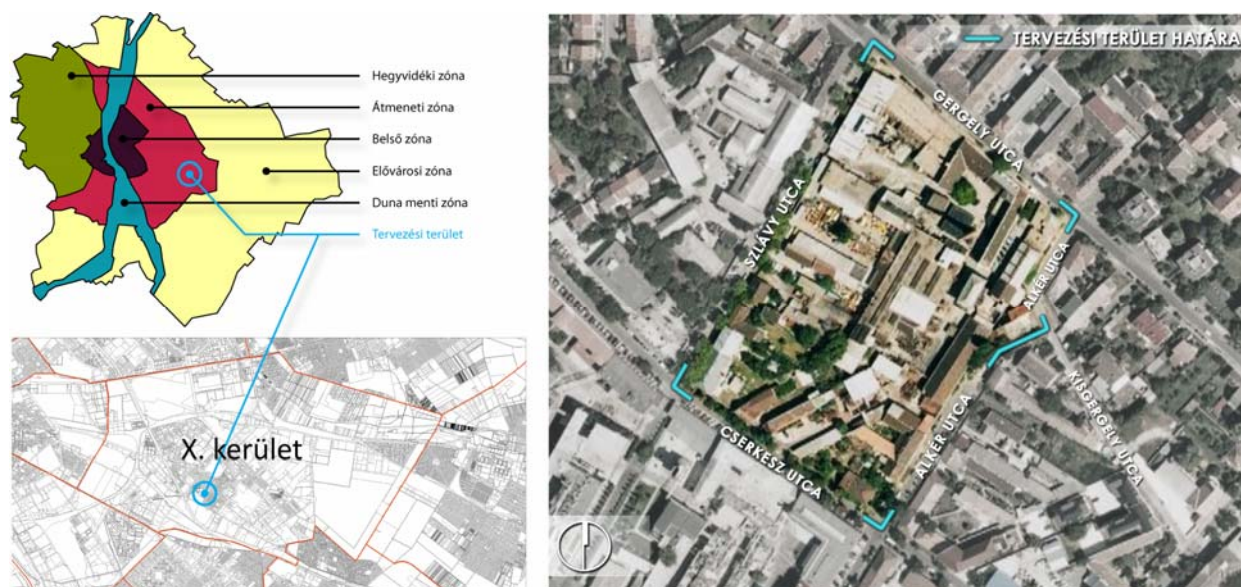 Hegyvidéki zóna
Átmeneti zóna
Belső zóna
Elővárosi zóna
Duna menti zóna
Tervezési terület
X. kerület
TERVEZÉSI TERÜLET HATÁRA
GERGELY UTCA
SZLÁVY UTCA
ALKÉR UTCA
KISGERGELY UTCA
ALKÉR UTCA
CSERKESZ UTCA